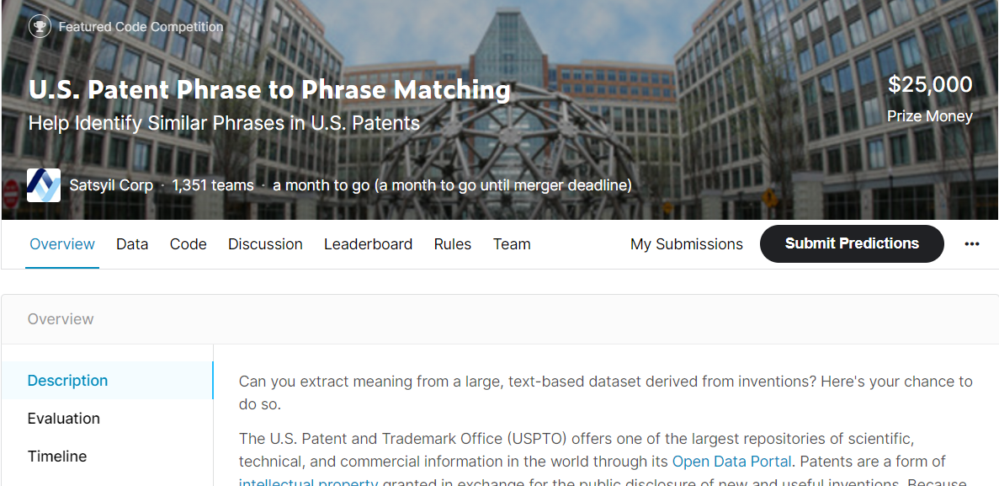 Featured Code Competition
U.S. Patent Phrase to Phrase Matching
$25,000
Help Identify Similar Phrases in U.S. Patents
Prize Money
Satsyil Corp · 1,351 teams · a month to go (a month to go until merger deadline)
Overview Data Code Discussion Leaderboard Rules Team My Submissions Submit Predictions ...
Overview
Description
Evaluation
Timeline
Can you extract meaning from a large, text-based dataset derived from inventions? Here's your chance to
do so.
The U.S. Patent and Trademark Office (USPTO) offers one of the largest repositories of scientific,
technical, and commercial information in the world through its Open Data Portal. Patents are a form of
intellectual property granted in exchange for the public disclosure of new and useful inventions. Because